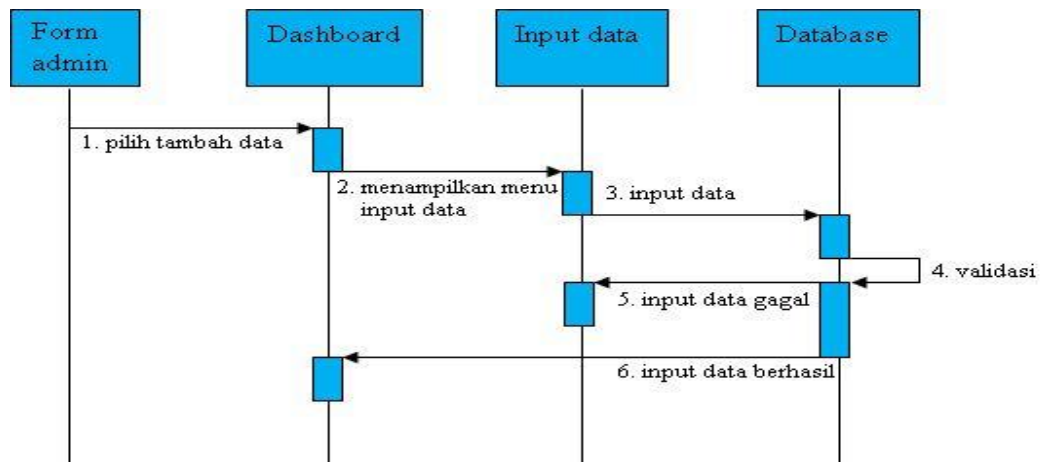 Form
admin
Dashboard
Input data
Database
1. pilih tambah data
2. menampilkan menu
input data
3. input data
4. validasi
5. input data gagal
6. input data berhasil